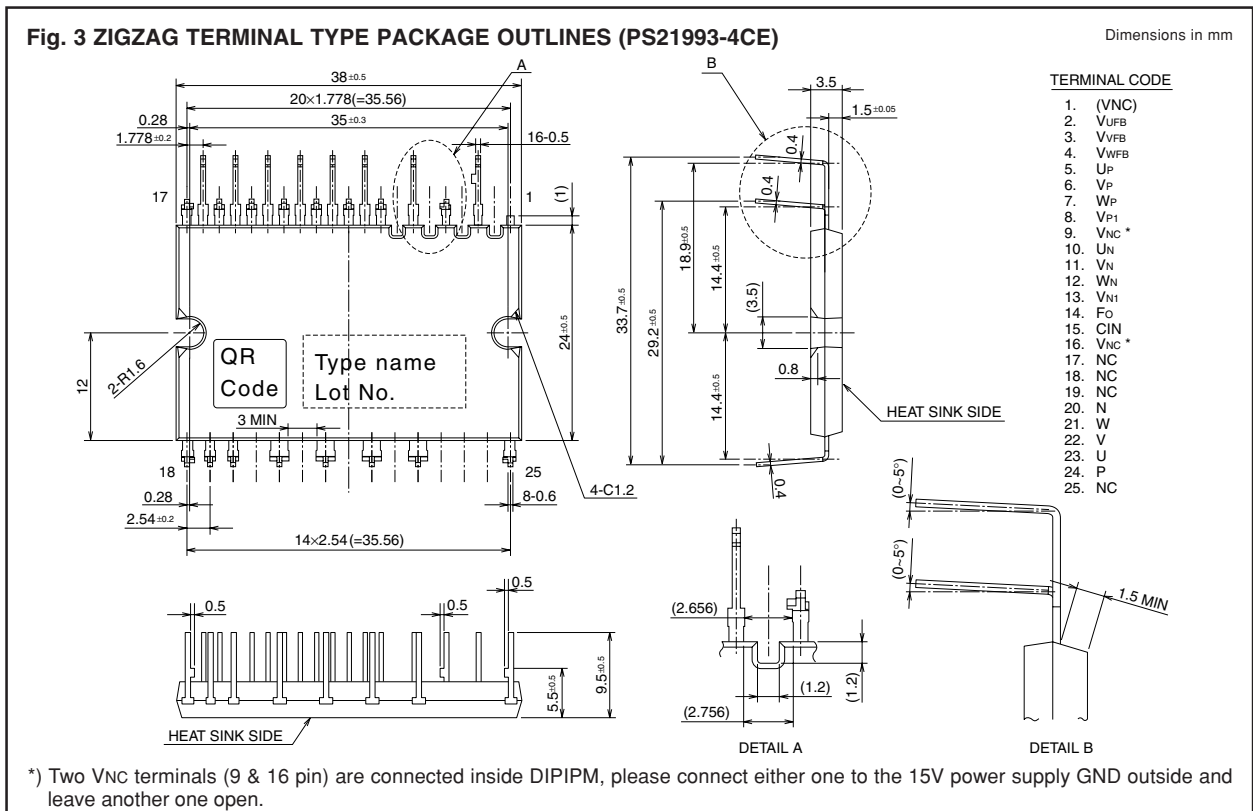 Fig. 3 ZIGZAG TERMINAL TYPE PACKAGE OUTLINES (PS21993-4CE)
Dimensions in mm
A
38±0.5
20×1.778(=35.56)
0.28
35±0.3
1.778±0.2
16-0.5
17
1
(1)
24±0.5
12
2-R1.6
QR
Code
Type name
Lot No.
3 MIN
18
25
0.28
2.54±0.2
4-C1.2
8-0.6
14×2.54(=35.56)
B
3.5
1.5±0.05
0.4
0.4
33.7±0.5
29.2±0.5
18.9±0.5
14.4±0.5
(3.5)
0.8
14.4±0.5
0.4
HEAT SINK SIDE
TERMINAL CODE
1. (VNC)
2. VUFB
3. VVFB
4. VWFB
5. UP
6. VP
7. WP
8. VP1
9. VNC *
10. UN
11. VN
12. WN
13. VN1
14. FO
15. CIN
16. VNC *
17. NC
18. NC
19. NC
20. N
21. W
22. V
23. U
24. P
25. NC
0.5
0.5
0.5
5.5±0.5
9.5±0.5
HEAT SINK SIDE
(2.656)
(1.2)
(1.2)
(2.756)
DETAIL A
(0~5°)
(0~5°)
1.5 MIN
DETAIL B
*) Two VNC terminals (9 & 16 pin) are connected inside DIPIPM, please connect either one to the 15V power supply GND outside and
leave another one open.